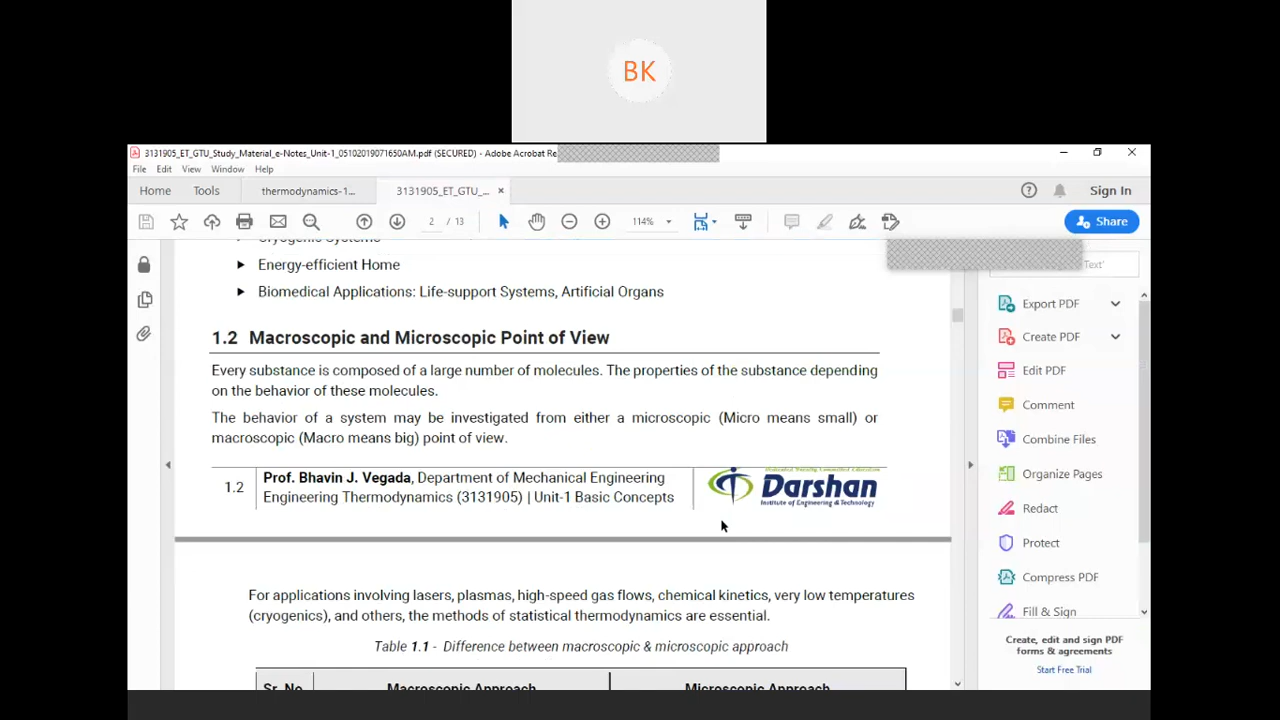 BK
3131905_ET_GTU_Study_Material_e-Notes_Unit-1_05102019071650AM.pdf (SECURED) - Adobe Acrobat Re
File Edit View Window Help
Home Tools thermodynamics-1... 3131905_ET_GTU_... × Sign In
2 / 13 114% Share
Energy-efficient Home
Text'
Biomedical Applications: Life-support Systems, Artificial Organs
Export PDF
1.2 Macroscopic and Microscopic Point of View
Create PDF
Every substance is composed of a large number of molecules. The properties of the substance depending
Edit PDF
on the behavior of these molecules.
Comment
The behavior of a system may be investigated from either a microscopic (Micro means small) or
macroscopic (Macro means big) point of view.
Combine Files
1.2 Prof. Bhavin J. Vegada, Department of Mechanical Engineering
Engineering Thermodynamics (3131905) | Unit-1 Basic Concepts
Darshan
Institute of Engineering & Technology
Organize Pages
Redact
Protect
Compress PDF
For applications involving lasers, plasmas, high-speed gas flows, chemical kinetics, very low temperatures
(cryogenics), and others, the methods of statistical thermodynamics are essential.
Fill & Sign
Table 1.1 - Difference between macroscopic & microscopic approach
Create, edit and sign PDF
forms & agreements
Start Free Trial
Sr. No Macroscopic Approach Microscopic Approach